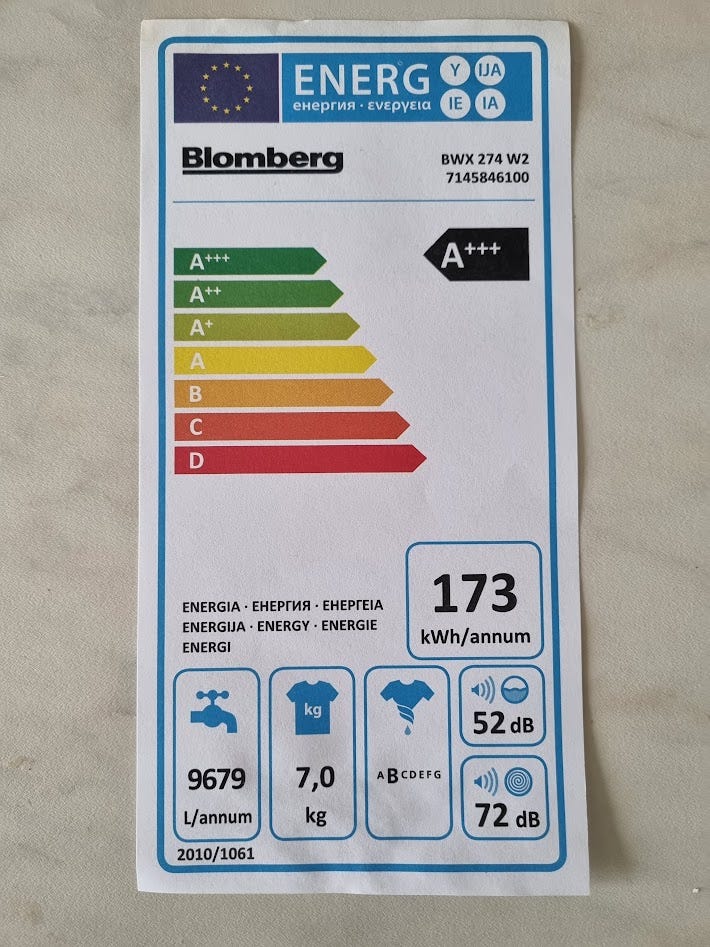 ENERG
енергия · ενεργεια
Y IJA
IE IA
Blomberg
BWX 274 W2
7145846100
A+++
A+++
A++
A+
A
B
C
D
173
kWh/annum
ENERGIA · ЕНЕРГИЯ · ΕΝΕΡΓΕΙΑ
ENERGIJA · ENERGY · ENERGIE
ENERGI
9679
L/annum
kg
7,0
kg
ABCDEFG
52 dB
72 dB
2010/1061